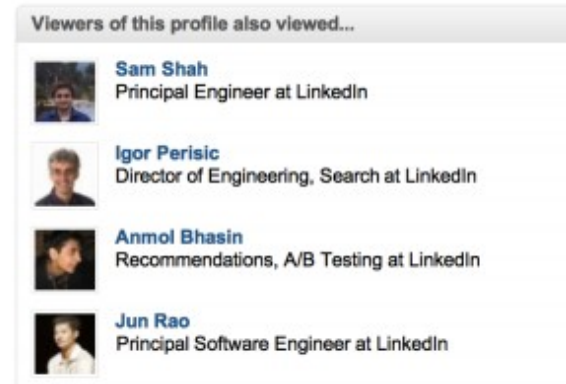 Viewers of this profile also viewed...
Sam Shah
Principal Engineer at LinkedIn
Igor Perisic
Director of Engineering, Search at LinkedIn
Anmol Bhasin
Recommendations, A/B Testing at LinkedIn
Jun Rao
Principal Software Engineer at LinkedIn